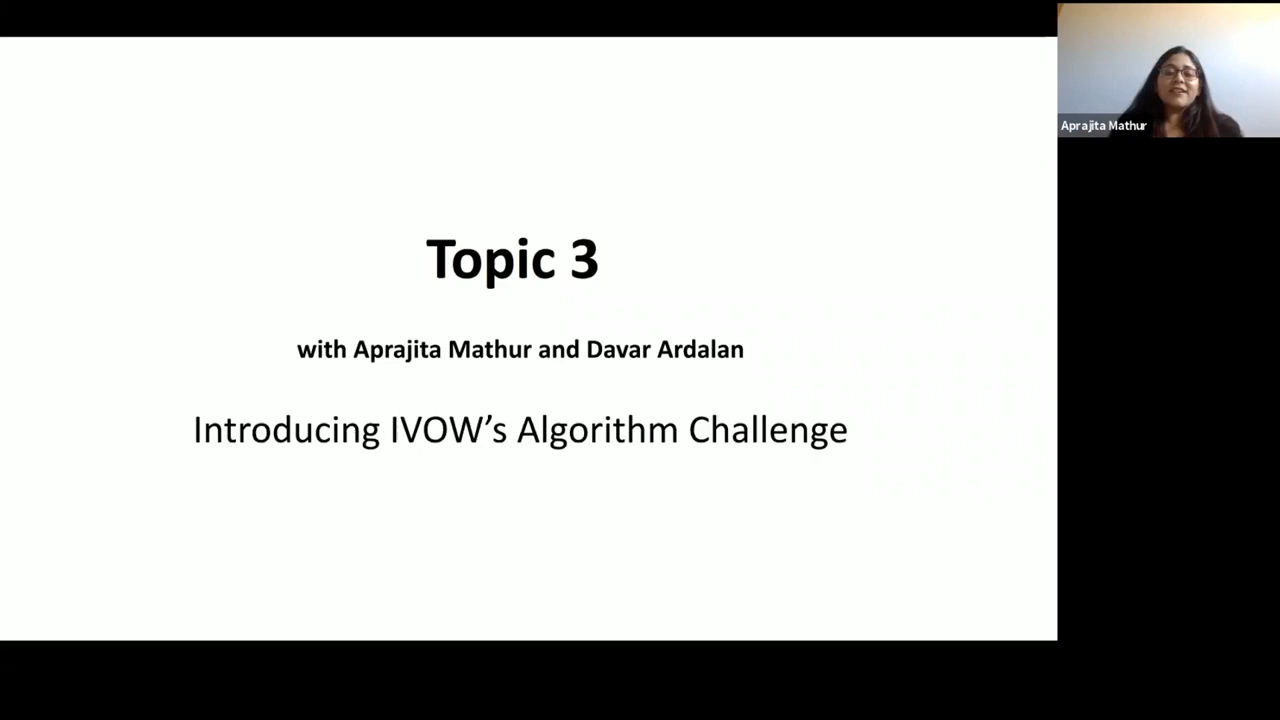 Topic 3
with Aprajita Mathur and Davar Ardalan
Introducing IVOW’s Algorithm Challenge
Aprajita Mathur